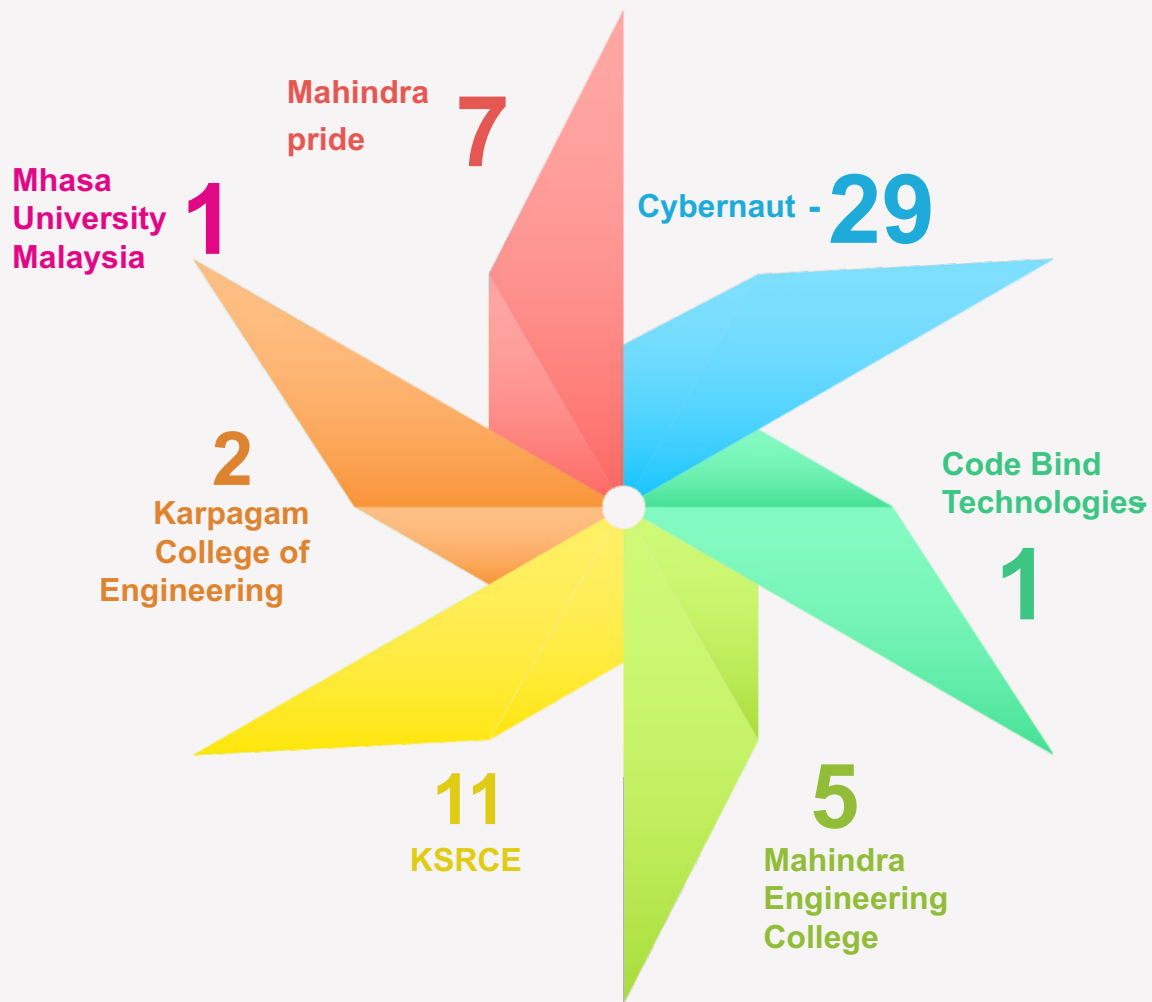 Mahindra
pride
7
Mhasa
University
Malaysia
1
Cybernaut - 29
2
Karpagam
College of
Engineering
Code Bind
Technologies-
1
11
KSRCE
5
Mahindra
Engineering
College